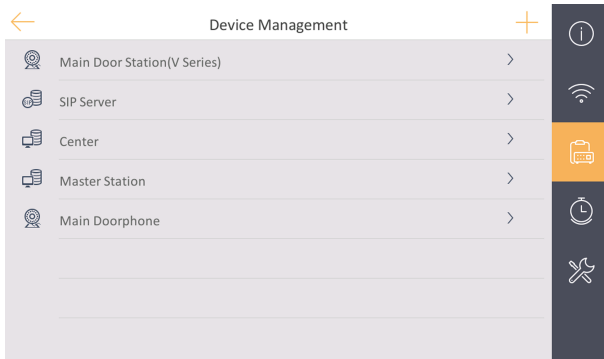 Device Management
Main Door Station(V Series)
SIP Server
Center
Master Station
Main Doorphone